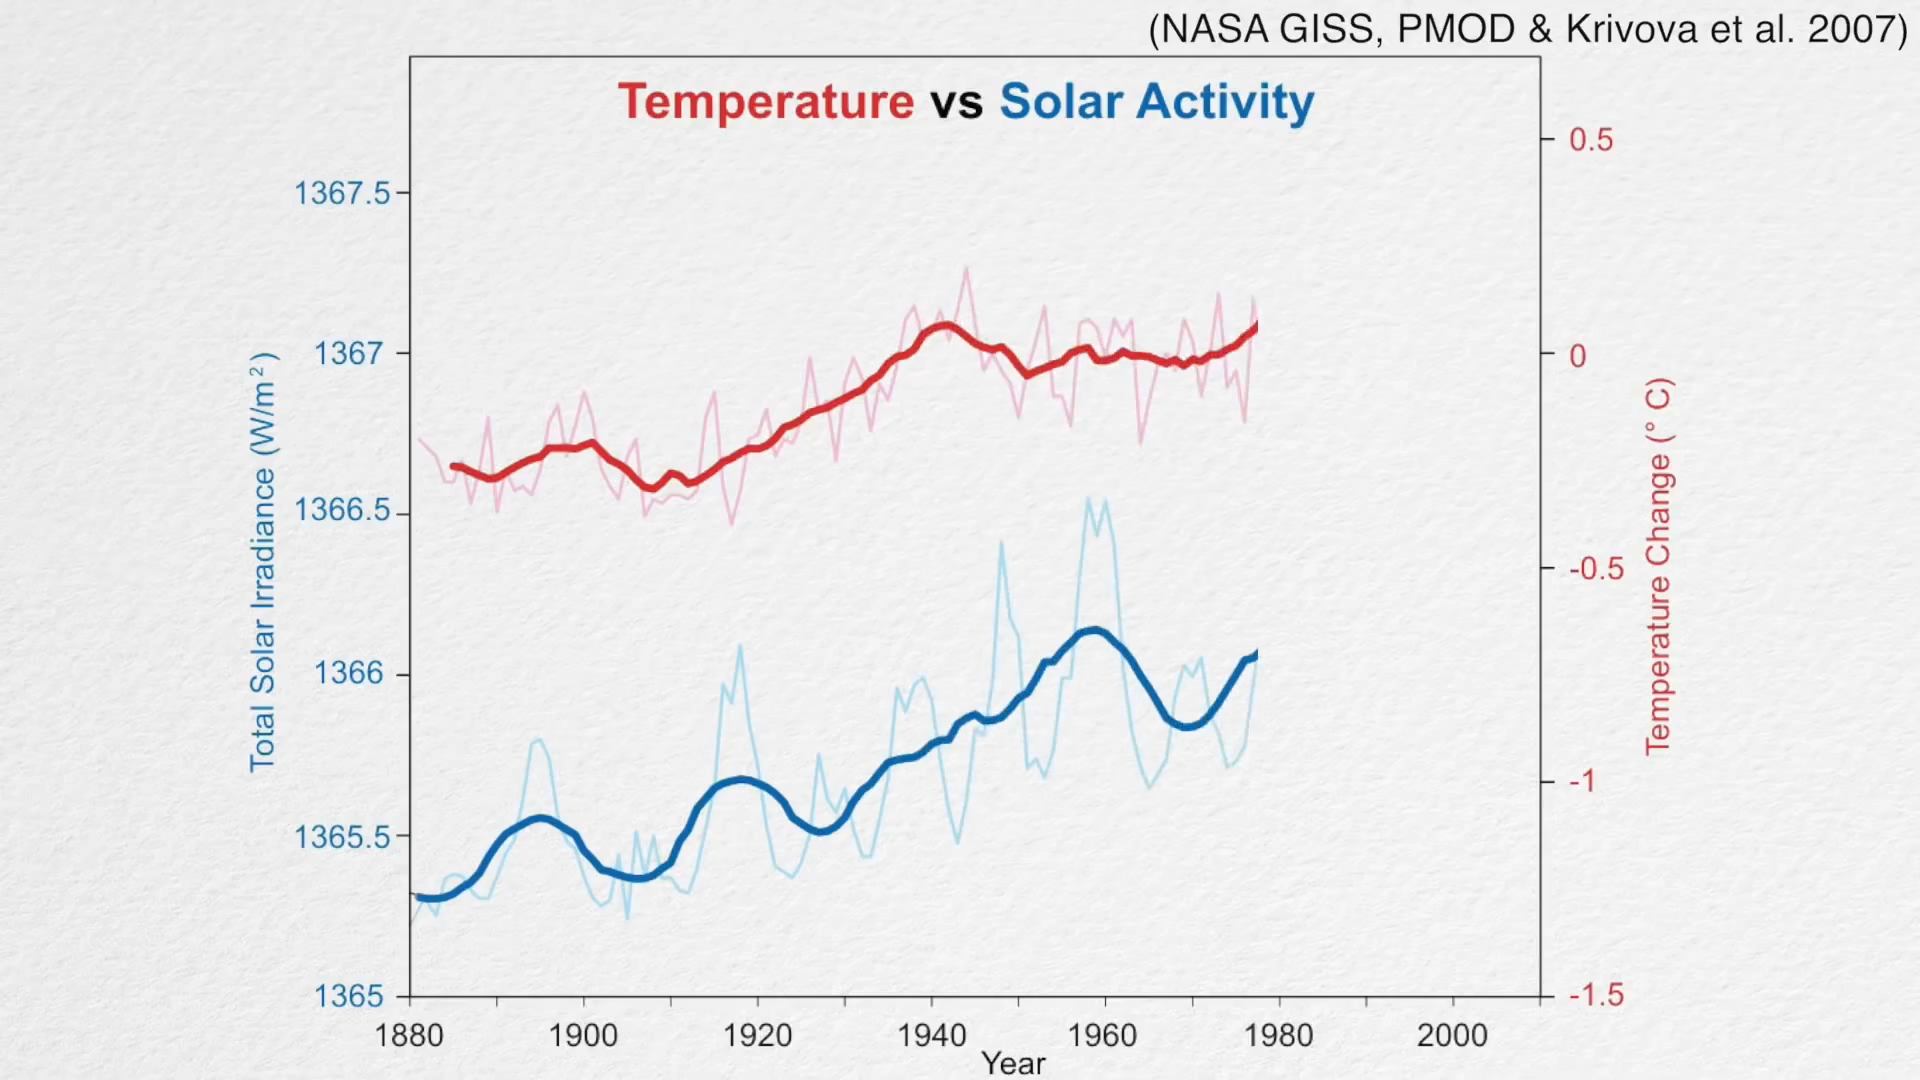 (NASA GISS, PMOD & Krivova et al. 2007)
Temperature vs Solar Activity
Total Solar Irradiance (W/m²)
1367.5
1367
1366.5
1366
1365.5
1365
0.5
0
-0.5
-1
-1.5
Temperature Change (° C)
1880 1900 1920 1940 1960 1980 2000
Year